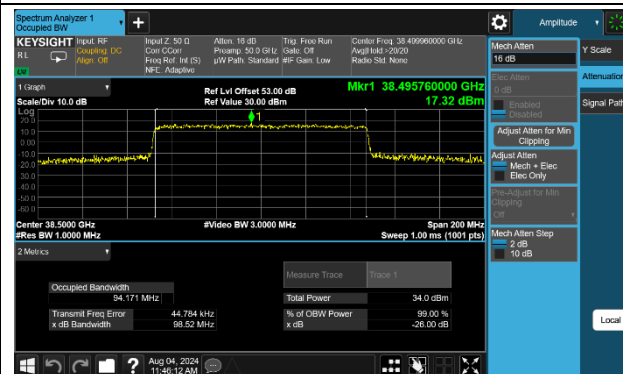 Spectrum Analyzer 1
Occupied BW
Amplitude
KEYSIGHT
RL
LW
Input: RF
Coupling: DC
Align: Off
Input Z: 50 Ω
Corr CCorr
Freq Ref: Int (S)
NFE: Adaptive
Atten: 16 dB
Preamp: 50.0 GHz
µW Path: Standard
Trig: Free Run
Gate: Off
#IF Gain: Low
Center Freq: 38.499960000 GHz
Avg|Hold:>20/20
Radio Std: None
1 Graph
Scale/Div 10.0 dB
Ref Lvl Offset 53.00 dB
Ref Value 30.00 dBm
Mkr1 38.495760000 GHz
17.32 dBm
Log
20.0
10.0
0.00
-10.0
-20.0
-30.0
-40.0
-50.0
-60.0
1
Center 38.5000 GHz
#Video BW 3.0000 MHz
Span 200 MHz
#Res BW 1.0000 MHz
Sweep 1.00 ms (1001 pts)
2 Metrics
Measure Trace
Trace 1
Occupied Bandwidth
94.171 MHz
Total Power
34.0 dBm
Transmit Freq Error
44.784 kHz
% of OBW Power
99.00 %
x dB Bandwidth
98.52 MHz
x dB
-26.00 dB
Mech Atten
16 dB
Elec Atten
0 dB
Enabled
Disabled
Adjust Atten for Min
Clipping
Adjust Atten
Mech + Elec
Elec Only
Pre-Adjust for Min
Clipping
Off
Mech Atten Step
2 dB
10 dB
Y Scale
Attenuation
Signal Path
Local
?
Aug 04, 2024
11:46:12 AM